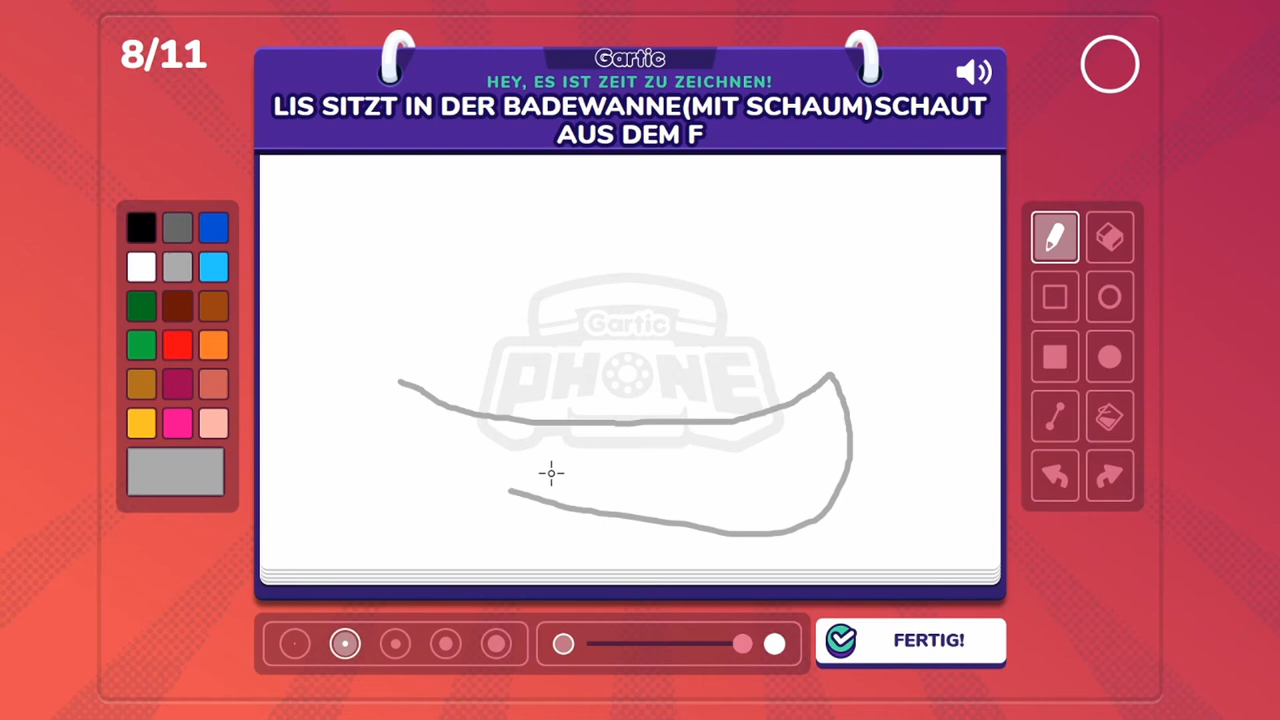 8/11
Gartic
HEY, ES IST ZEIT ZU ZEICHNEN!
LIS SITZT IN DER BADEWANNE(MIT SCHAUM)SCHAUT
AUS DEM F
Gartic
PHONE
FERTIG!